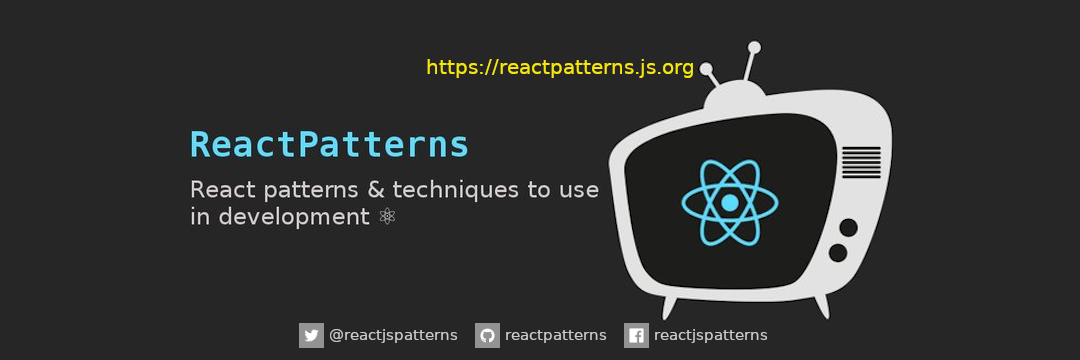 https://reactpatterns.js.org
ReactPatterns
React patterns & techniques to use
in development ⚛
@reactjspatterns reactpatterns reactjspatterns